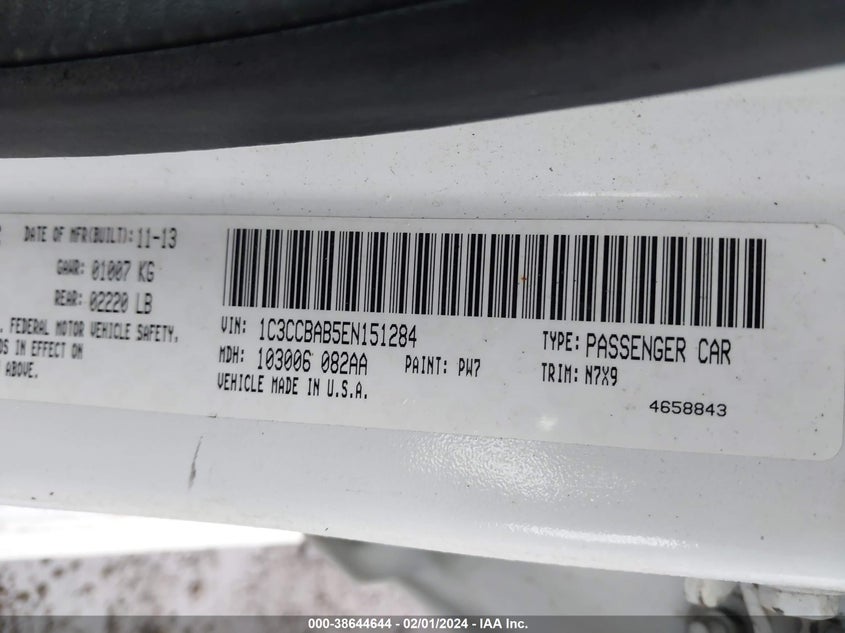 DATE OF MFR(BUILT): 11-13
GAWR: 01007 KG
REAR: 02220 LB
FEDERAL MOTOR VEHICLE SAFETY,
IN EFFECT ON
ABOVE.
VIN: 1C3CCBAB5EN151284
TYPE: PASSENGER CAR
MDH: 103006 082AA PAINT: PW7
TRIM: N7X9
VEHICLE MADE IN U.S.A.
4658843
000-38644644 - 02/01/2024 - IAA Inc.